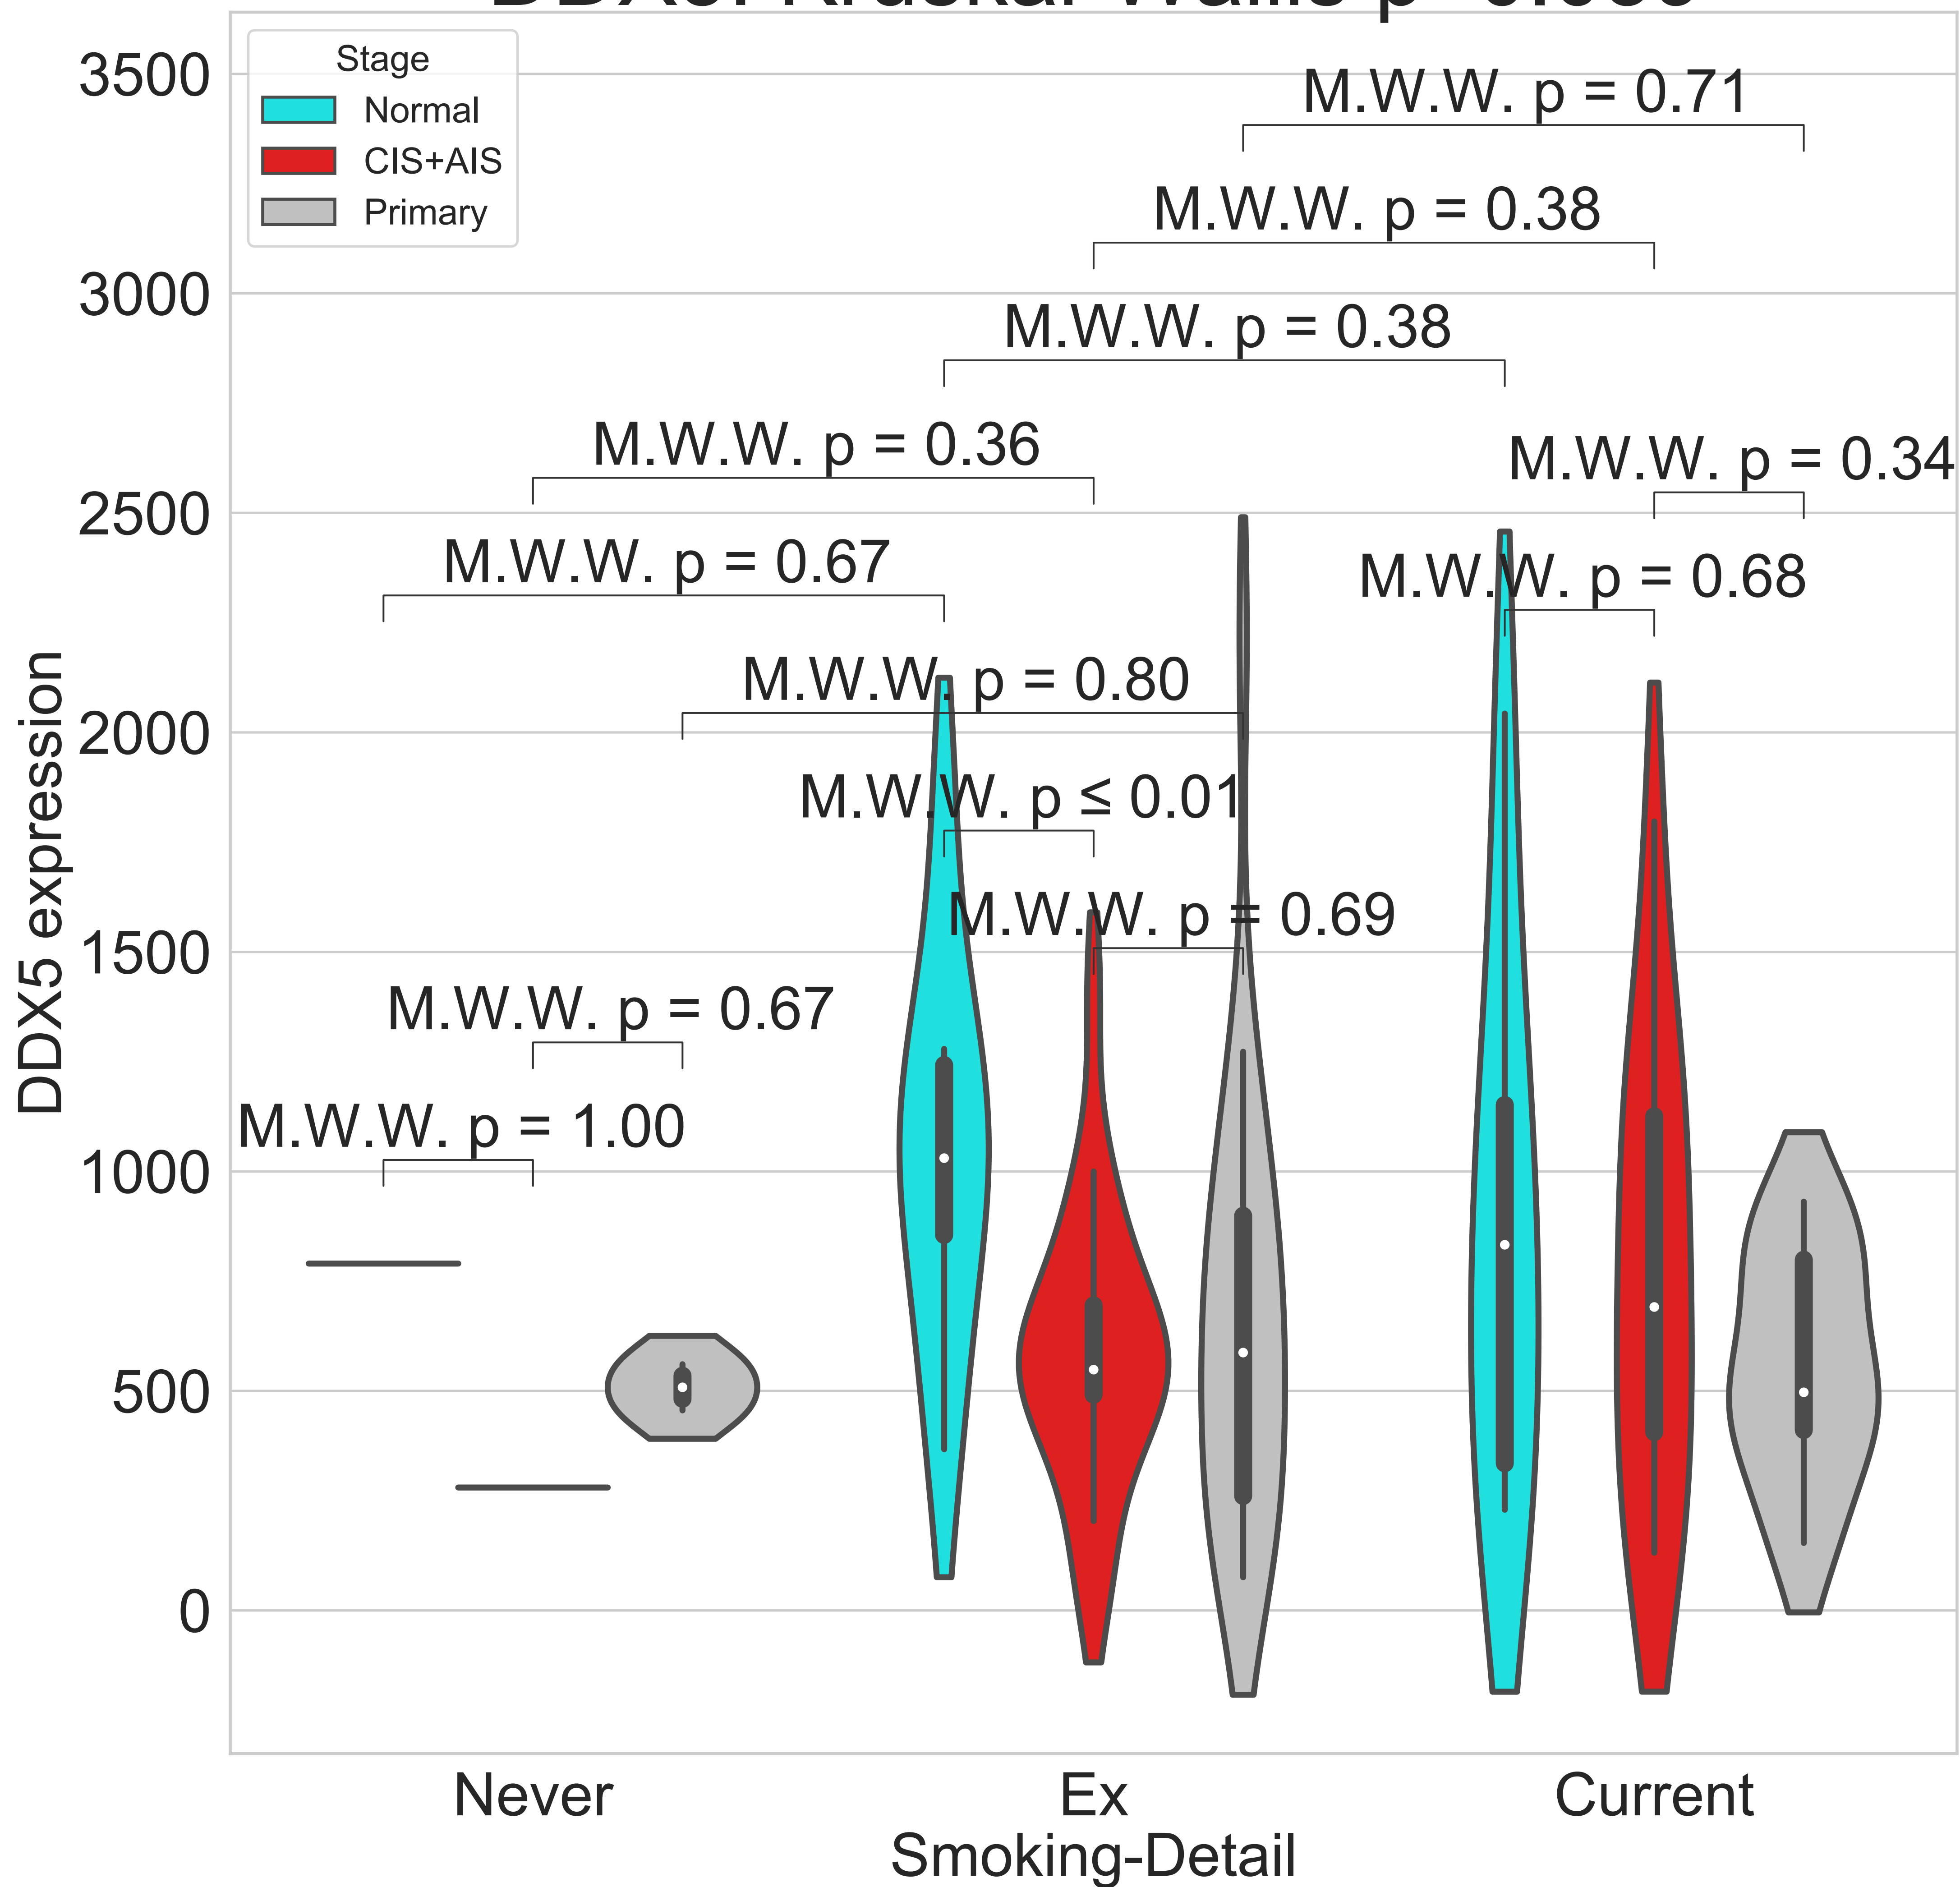 Stage
Normal
CIS+AIS
Primary
3500
3000
2500
2000
1500
1000
500
0
DDX5 expression
M.W.W. p = 0.71
M.W.W. p = 0.38
M.W.W. p = 0.38
M.W.W. p = 0.36
M.W.W. p = 0.34
M.W.W. p = 0.67
M.W.W. p = 0.68
M.W.W. p = 0.80
M.W.W. p ≤ 0.01
M.W.W. p = 0.69
M.W.W. p = 0.67
M.W.W. p = 1.00
Never
Ex
Current
Smoking-Detail